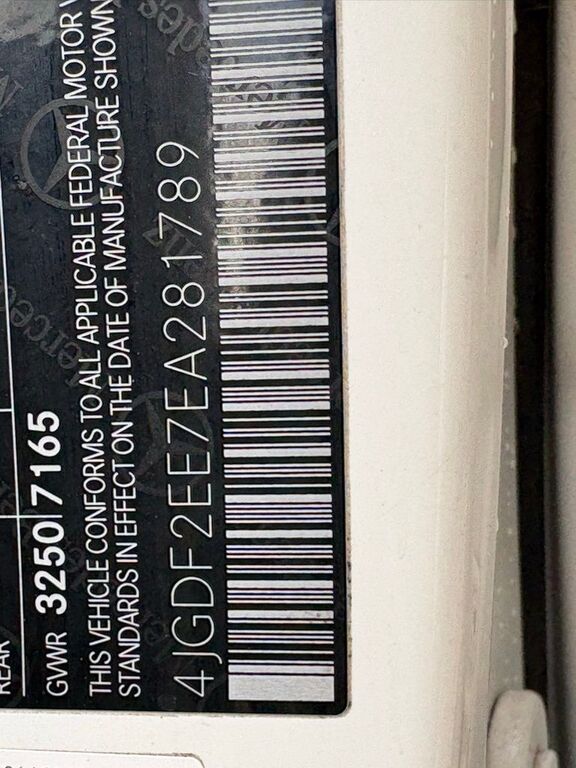 REAR
GVWR 3250/7165
THIS VEHICLE CONFORMS TO ALL APPLICABLE FEDERAL MOTOR
STANDARDS IN EFFECT ON THE DATE OF MANUFACTURE SHOWN
4JGDF2EE7EA281789